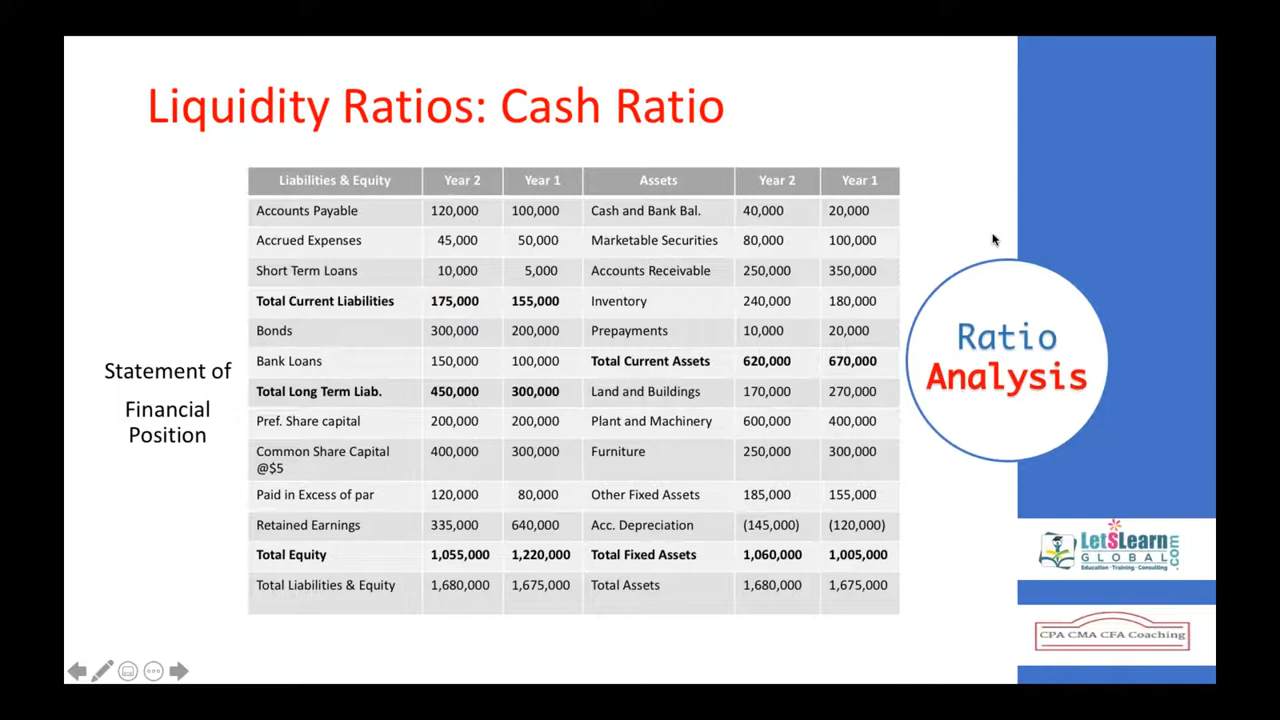 Liquidity Ratios: Cash Ratio
Liabilities & Equity Year 2 Year 1 Assets Year 2 Year 1
Accounts Payable 120,000 100,000 Cash and Bank Bal. 40,000 20,000
Accrued Expenses 45,000 50,000 Marketable Securities 80,000 100,000
Short Term Loans 10,000 5,000 Accounts Receivable 250,000 350,000
Total Current Liabilities 175,000 155,000 Inventory 240,000 180,000
Bonds 300,000 200,000 Prepayments 10,000 20,000
Bank Loans 150,000 100,000 Total Current Assets 620,000 670,000
Total Long Term Liab. 450,000 300,000 Land and Buildings 170,000 270,000
Pref. Share capital 200,000 200,000 Plant and Machinery 600,000 400,000
Common Share Capital 400,000 300,000 Furniture 250,000 300,000
@$5
Paid in Excess of par 120,000 80,000 Other Fixed Assets 185,000 155,000
Retained Earnings 335,000 640,000 Acc. Depreciation (145,000) (120,000)
Total Equity 1,055,000 1,220,000 Total Fixed Assets 1,060,000 1,005,000
Total Liabilities & Equity 1,680,000 1,675,000 Total Assets 1,680,000 1,675,000
Statement of
Financial
Position
Ratio
Analysis
LetSLearn
GLOBAL.com
Education - Training - Consulting
CPA CMA CFA Coaching